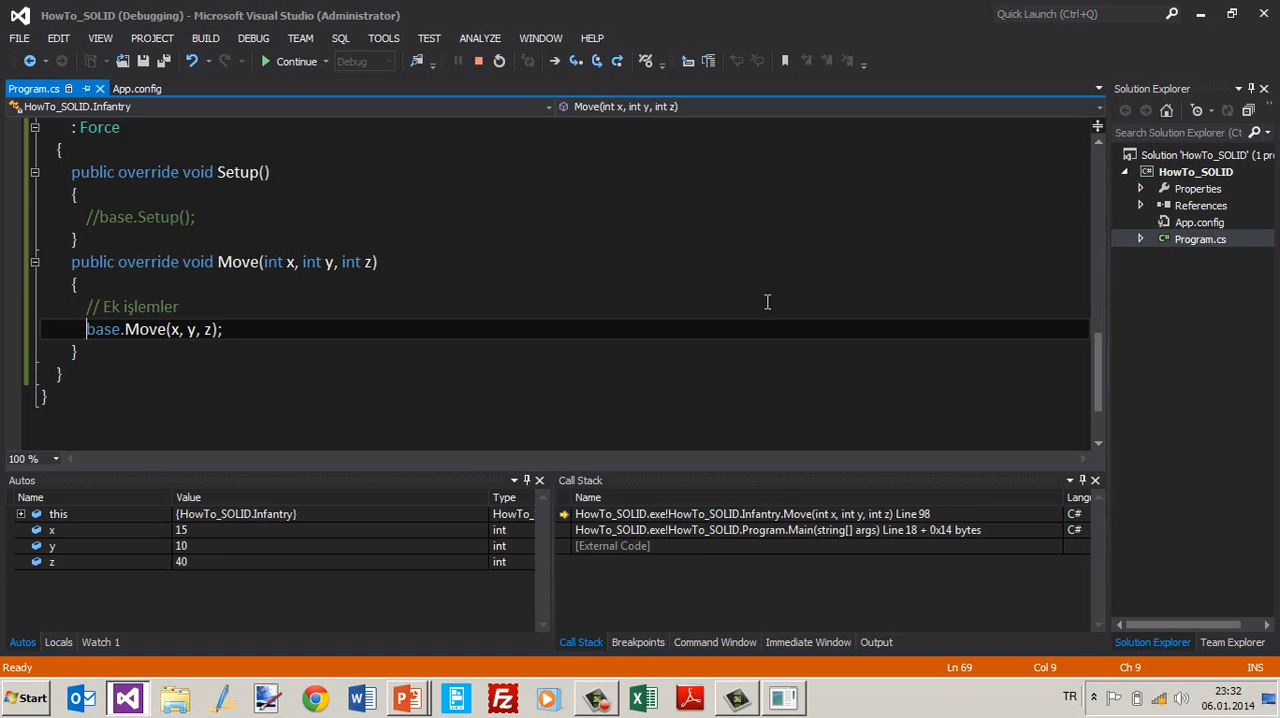 HowTo_SOLID (Debugging) - Microsoft Visual Studio (Administrator)
Quick Launch (Ctrl+Q)
FILE EDIT VIEW PROJECT BUILD DEBUG TEAM SQL TOOLS TEST ANALYZE WINDOW HELP
Continue Debug
Program.cs App.config
HowTo_SOLID.Infantry Move(int x, int y, int z)
: Force
{
public override void Setup()
{
//base.Setup();
}
public override void Move(int x, int y, int z)
{
// Ek işlemler
base.Move(x, y, z);
}
}
}
100 %
Solution Explorer
Search Solution Explorer (Ct
Solution 'HowTo_SOLID' (1 pro
HowTo_SOLID
Properties
References
App.config
Program.cs
Autos
Name Value Type
this {HowTo_SOLID.Infantry} HowTo_
x 15 int
y 10 int
z 40 int
Autos Locals Watch 1
Call Stack
Name Langu
HowTo_SOLID.exe!HowTo_SOLID.Infantry.Move(int x, int y, int z) Line 98 C#
HowTo_SOLID.exe!HowTo_SOLID.Program.Main(string[] args) Line 18 + 0x14 bytes C#
[External Code]
Call Stack Breakpoints Command Window Immediate Window Output
Solution Explorer Team Explorer
Ready Ln 69 Col 9 Ch 9 INS
Start TR 23:32
06.01.2014